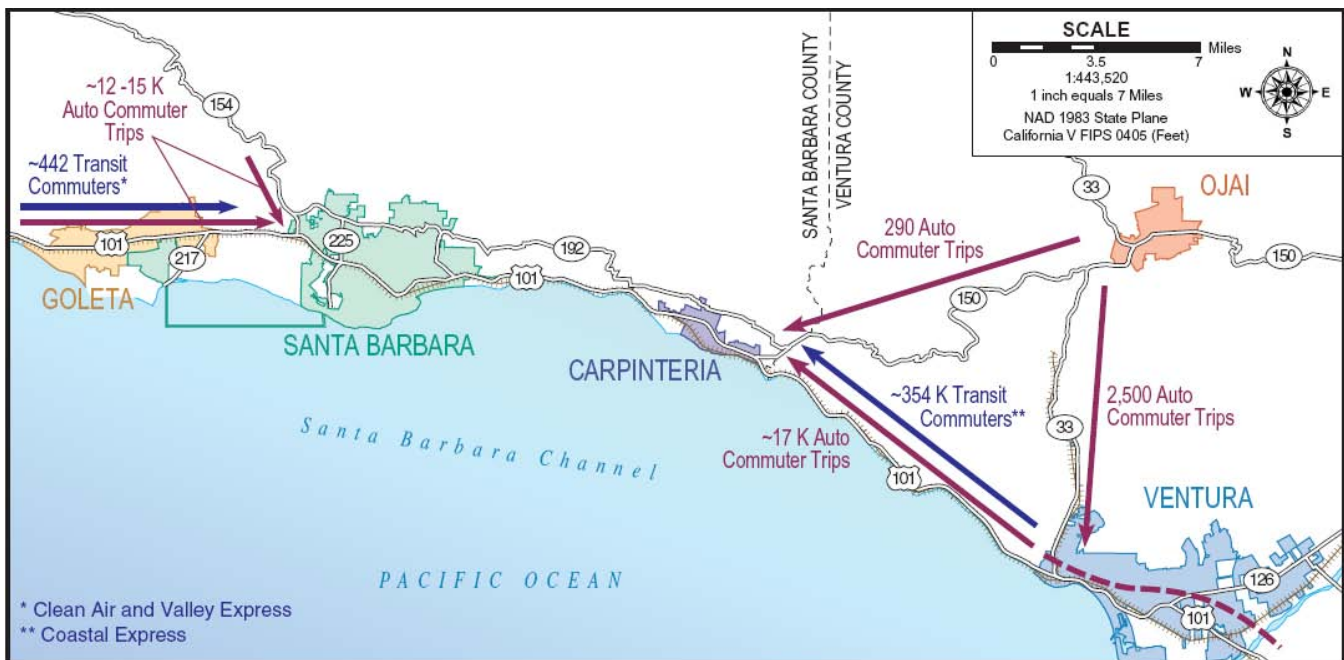 SCALE
Miles
0 3.5 7
1:443,520
1 inch equals 7 Miles
NAD 1983 State Plane
California V FIPS 0405 (Feet)
N
W E
S
SANTA BARBARA COUNTY
VENTURA COUNTY
~12 -15 K
Auto Commuter
Trips
154
~442 Transit
Commuters*
101
217
225
192
101
GOLETA
SANTA BARBARA
CARPINTERIA
33
OJAI
150
150
290 Auto
Commuter Trips
~354 K Transit
Commuters**
~17 K Auto
Commuter Trips
2,500 Auto
Commuter Trips
33
101
VENTURA
126
101
Santa Barbara Channel
PACIFIC OCEAN
* Clean Air and Valley Express
** Coastal Express